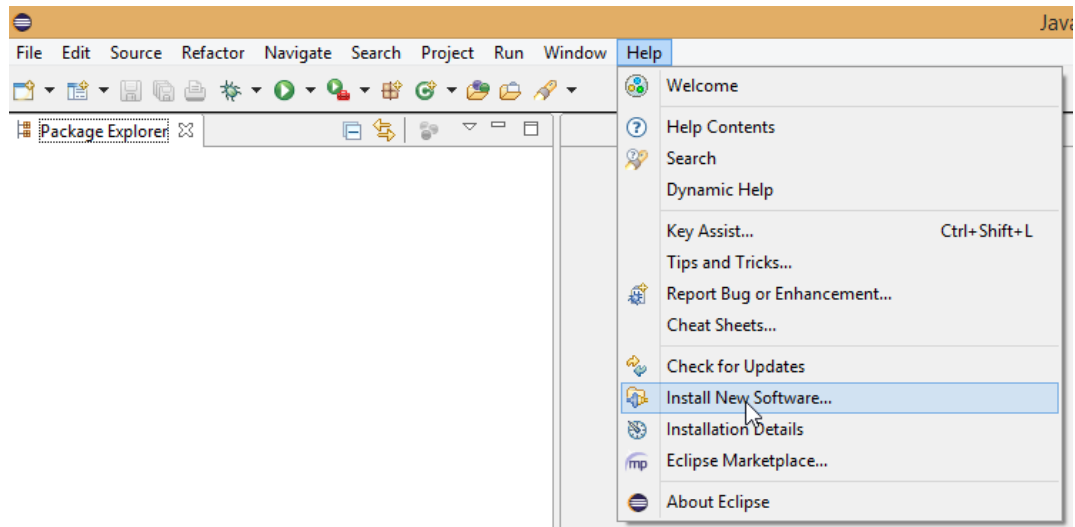 Java
File Edit Source Refactor Navigate Search Project Run Window Help
Package Explorer
Welcome
Help Contents
Search
Dynamic Help
Key Assist... Ctrl+Shift+L
Tips and Tricks...
Report Bug or Enhancement...
Cheat Sheets...
Check for Updates
Install New Software...
Installation Details
mp Eclipse Marketplace...
About Eclipse